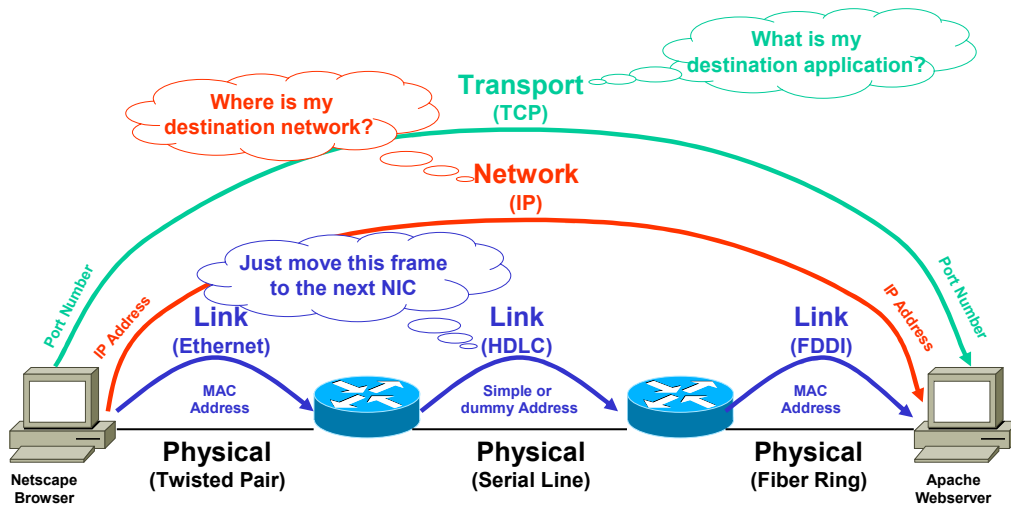 What is my
destination application?
Transport
(TCP)
Where is my
destination network?
Network
(IP)
Just move this frame
to the next NIC
Port Number
IP Address
IP Address
Port Number
Link
(Ethernet)
Link
(HDLC)
Link
(FDDI)
MAC
Address
Simple or
dummy Address
MAC
Address
Physical
(Twisted Pair)
Physical
(Serial Line)
Physical
(Fiber Ring)
Netscape
Browser
Apache
Webserver